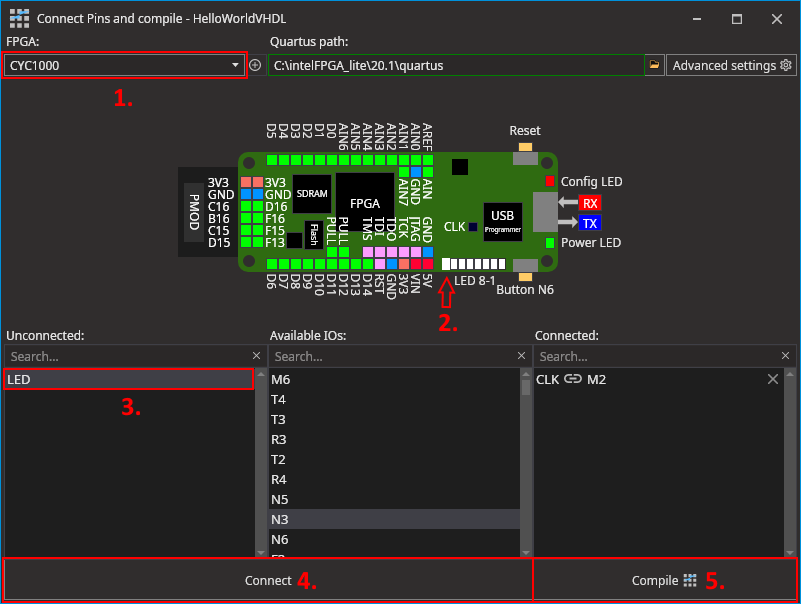 Connect Pins and compile - HelloWorldVHDL
FPGA:
Quartus path:
CYC1000
C:\intelFPGA_lite\20.1\quartus
Advanced settings
1.
D5 D4 D3 D2 D1 D0 AIN6 AIN5 AIN4 AIN3 AIN2 AIN1 AIN0 AREF
Reset
AIN7 GND AIN
3V3 3V3
GND GND
C16 D16
B16 F16
C15 F15
D15 F13
PMOD
SDRAM
FPGA
Flash
PULL PULL TMS TDI TDO TCK JTAG GND
CLK
USB
Programmer
Config LED
RX
TX
Power LED
D6 D7 D8 D9 D10 D11 D12 D13 D14 RST GND 3V3 VIN 5V
LED 8-1
Button N6
2.
Unconnected:
Available IOs:
Connected:
Search...
Search...
Search...
LED
3.
M6
T4
T3
R3
T2
R4
N5
N3
N6
CLK M2
Connect 4.
Compile 5.